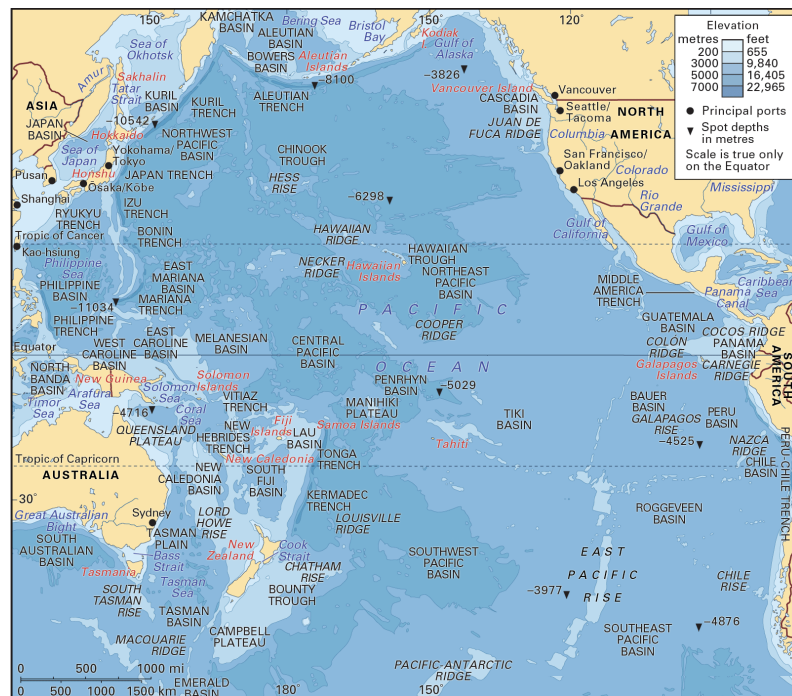 150°
180°
150°
120°
KAMCHATKA
BASIN
Bering Sea
Bristol
Bay
Kodiak
I.
Gulf of
Alaska
ALEUTIAN
BASIN
BOWERS
BASIN
Aleutian
Islands
Sea of
Okhotsk
Sakhalin
Tatar
Strait
Amur
−8100
−3826
Vancouver Island
Vancouver
ASIA
KURIL
BASIN
KURIL
TRENCH
ALEUTIAN
TRENCH
CASCADIA
BASIN
Seattle/
Tacoma
NORTH
AMERICA
JAPAN
BASIN
−10542
Hokkaido
NORTHWEST
PACIFIC
BASIN
JUAN DE
FUCA RIDGE
Columbia
Sea of
Japan
Yokohama/
Tokyo
CHINOOK
TROUGH
San Francisco/
Oakland
Colorado
Pusan
Honshu
JAPAN TRENCH
Osaka/Kōbe
HESS
RISE
−6298
Los Angeles
Rio
Grande
Mississippi
Shanghai
IZU
TRENCH
RYUKYU
TRENCH
HAWAIIAN
RIDGE
Gulf of
California
Gulf of
Mexico
Tropic of Cancer
BONIN
TRENCH
Kao-hsiung
Philippine
Sea
NECKER
RIDGE
Hawaiian
Islands
HAWAIIAN
TROUGH
NORTHEAST
PACIFIC
BASIN
PHILIPPINE
BASIN
EAST
MARIANA
BASIN
MARIANA
TRENCH
−11034
MIDDLE
AMERICA
TRENCH
Caribbean
Sea
Panama
Canal
PHILIPPINE
TRENCH
PACIFIC
OCEAN
GUATEMALA
BASIN
WEST
CAROLINE
BASIN
EAST
CAROLINE
BASIN
MELANESIAN
BASIN
CENTRAL
PACIFIC
BASIN
COOPER
RIDGE
COCOS RIDGE
COLÓN
RIDGE
PANAMA
BASIN
Equator
CARNEGIE
RIDGE
Galapagos
Islands
SOUTH
AMERICA
NORTH
BANDA
BASIN
New Guinea
Solomon
Islands
Solomon
Sea
PENRHYN
BASIN
−5029
Timor
Sea
Arafura
Sea
VITIAZ
TRENCH
MANIHIKI
PLATEAU
BAUER
BASIN
−4716
Coral
Sea
QUEENSLAND
PLATEAU
NEW
HEBRIDES
TRENCH
Fiji
Islands
LAU
BASIN
Samoa Islands
TIKI
BASIN
GALAPAGOS
RISE
PERU
BASIN
−4525
Tahiti
New Caledonia
TONGA
TRENCH
NAZCA
RIDGE
CHILE
BASIN
PERU-CHILE TRENCH
Tropic of Capricorn
AUSTRALIA
NEW
CALEDONIA
BASIN
SOUTH
FIJI
BASIN
30°
KERMADEC
TRENCH
LOUISVILLE
RIDGE
ROGGEVEEN
BASIN
Great Australian
Bight
Sydney
LORD
HOWE
RISE
SOUTH
AUSTRALIAN
BASIN
TASMAN
PLAIN
New
Zealand
Cook
Strait
Bass
Strait
Tasmania
Tasman
Sea
CHATHAM
RISE
SOUTHWEST
PACIFIC
BASIN
EAST
PACIFIC
RISE
SOUTH
TASMAN
RISE
BOUNTY
TROUGH
−3977
CHILE
RISE
TASMAN
BASIN
CAMPBELL
PLATEAU
−4876
SOUTHEAST
PACIFIC
BASIN
MACQUARIE
RIDGE
PACIFIC-ANTARCTIC
RIDGE
EMERALD
BASIN
0 500 1000 mi
0 500 1000 1500 km
180°
150°
Elevation
metres feet
200 655
3000 9,840
5000 16,405
7000 22,965
Principal ports
Spot depths
in metres
Scale is true only
on the Equator